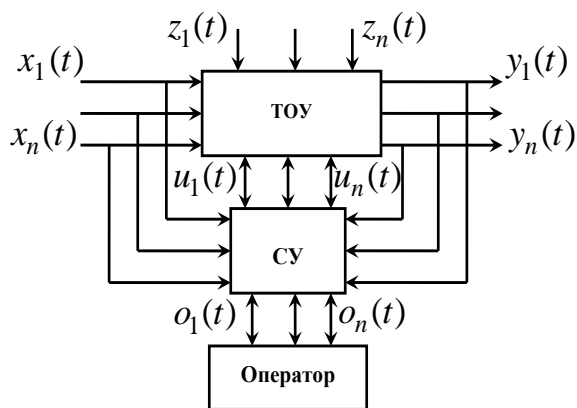 z₁(t) zₙ(t)
x₁(t) y₁(t)
ТОУ
xₙ(t) yₙ(t)
u₁(t) uₙ(t)
СУ
o₁(t) oₙ(t)
Оператор